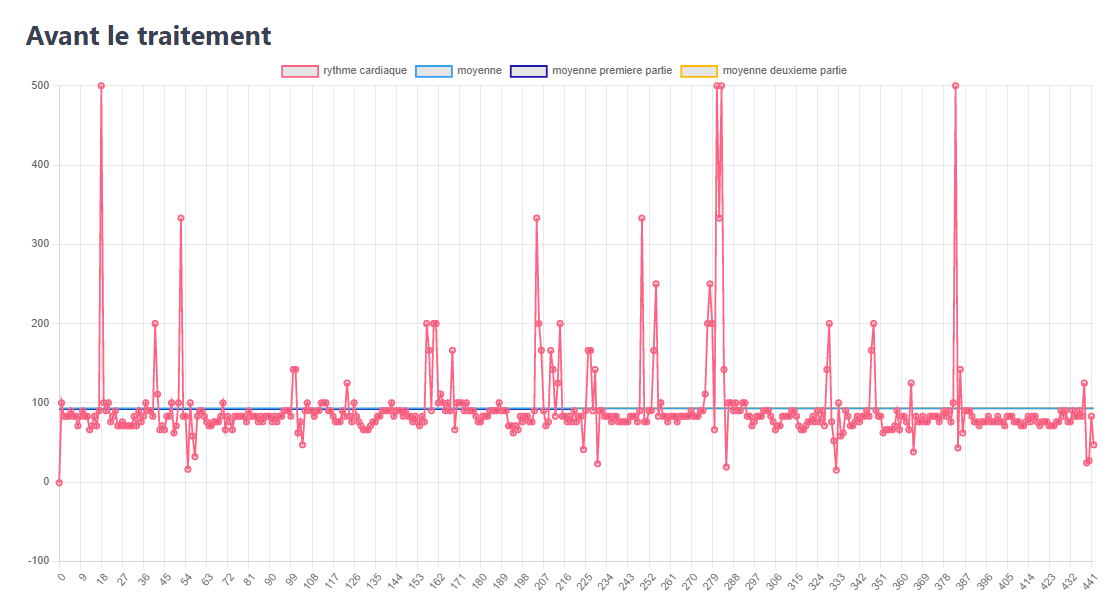 Avant le traitement
rythme cardiaque moyenne moyenne premiere partie moyenne deuxieme partie
500
400
300
200
100
0
-100
0 9 18 27 36 45 54 63 72 81 90 99 108 117 126 135 144 153 162 171 180 189 198 207 216 225 234 243 252 261 270 279 288 297 306 315 324 333 342 351 360 369 378 387 396 405 414 423 432 441